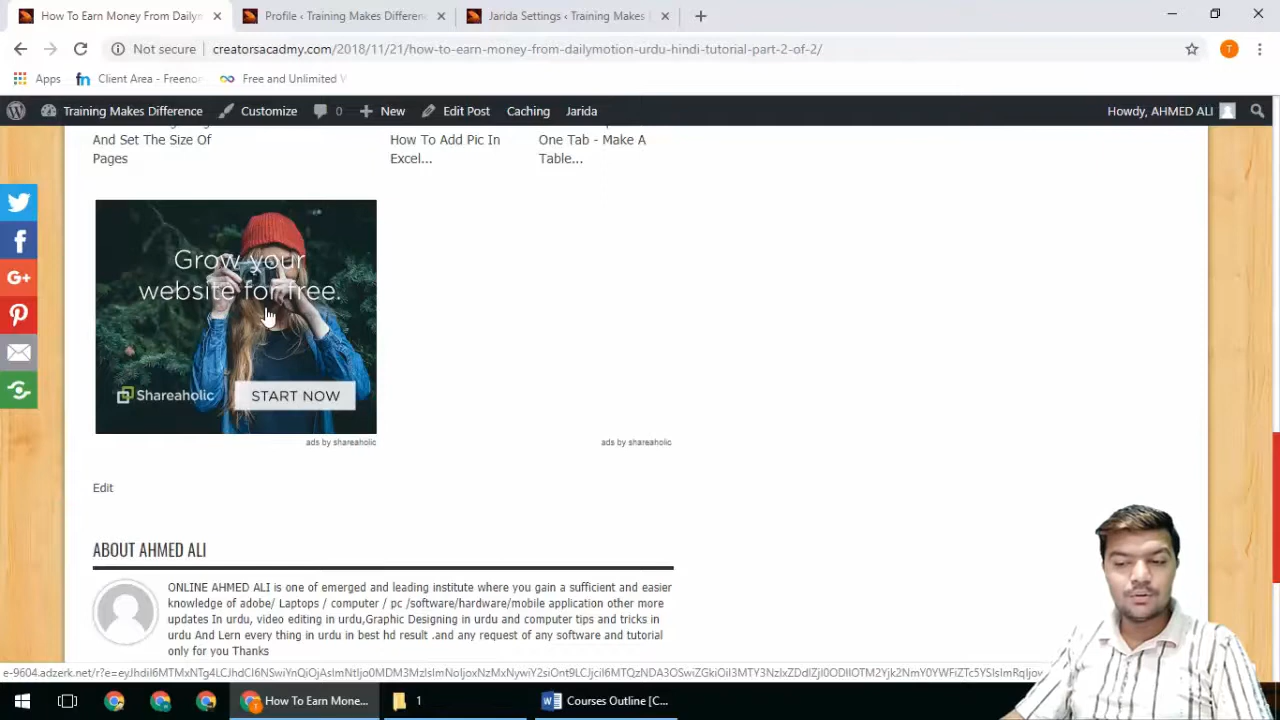 How To Earn Money From Dailym
Profile ‹ Training Makes Differen
Jarida Settings ‹ Training Makes
Not secure
creatorsacadmy.com/2018/11/21/how-to-earn-money-from-dailymotion-urdu-hindi-tutorial-part-2-of-2/
T
Apps
Client Area - Freeno
Free and Unlimited
Training Makes Difference
Customize
0
New
Edit Post
Caching
Jarida
Howdy, AHMED ALI
And Set The Size Of
Pages
How To Add Pic In
Excel...
One Tab - Make A
Table...
Grow your
website for free.
Shareaholic
START NOW
ads by shareaholic
ads by shareaholic
Edit
ABOUT AHMED ALI
ONLINE AHMED ALI is one of emerged and leading institute where you gain a sufficient and easier
knowledge of adobe/ Laptops / computer / pc /software/hardware/mobile application other more
updates In urdu, video editing in urdu,Graphic Designing in urdu and computer tips and tricks in
urdu And Lern every thing in urdu in best hd result .and any request of any software and tutorial
only for you Thanks
How To Earn Mone...
1
Courses Outline [C...